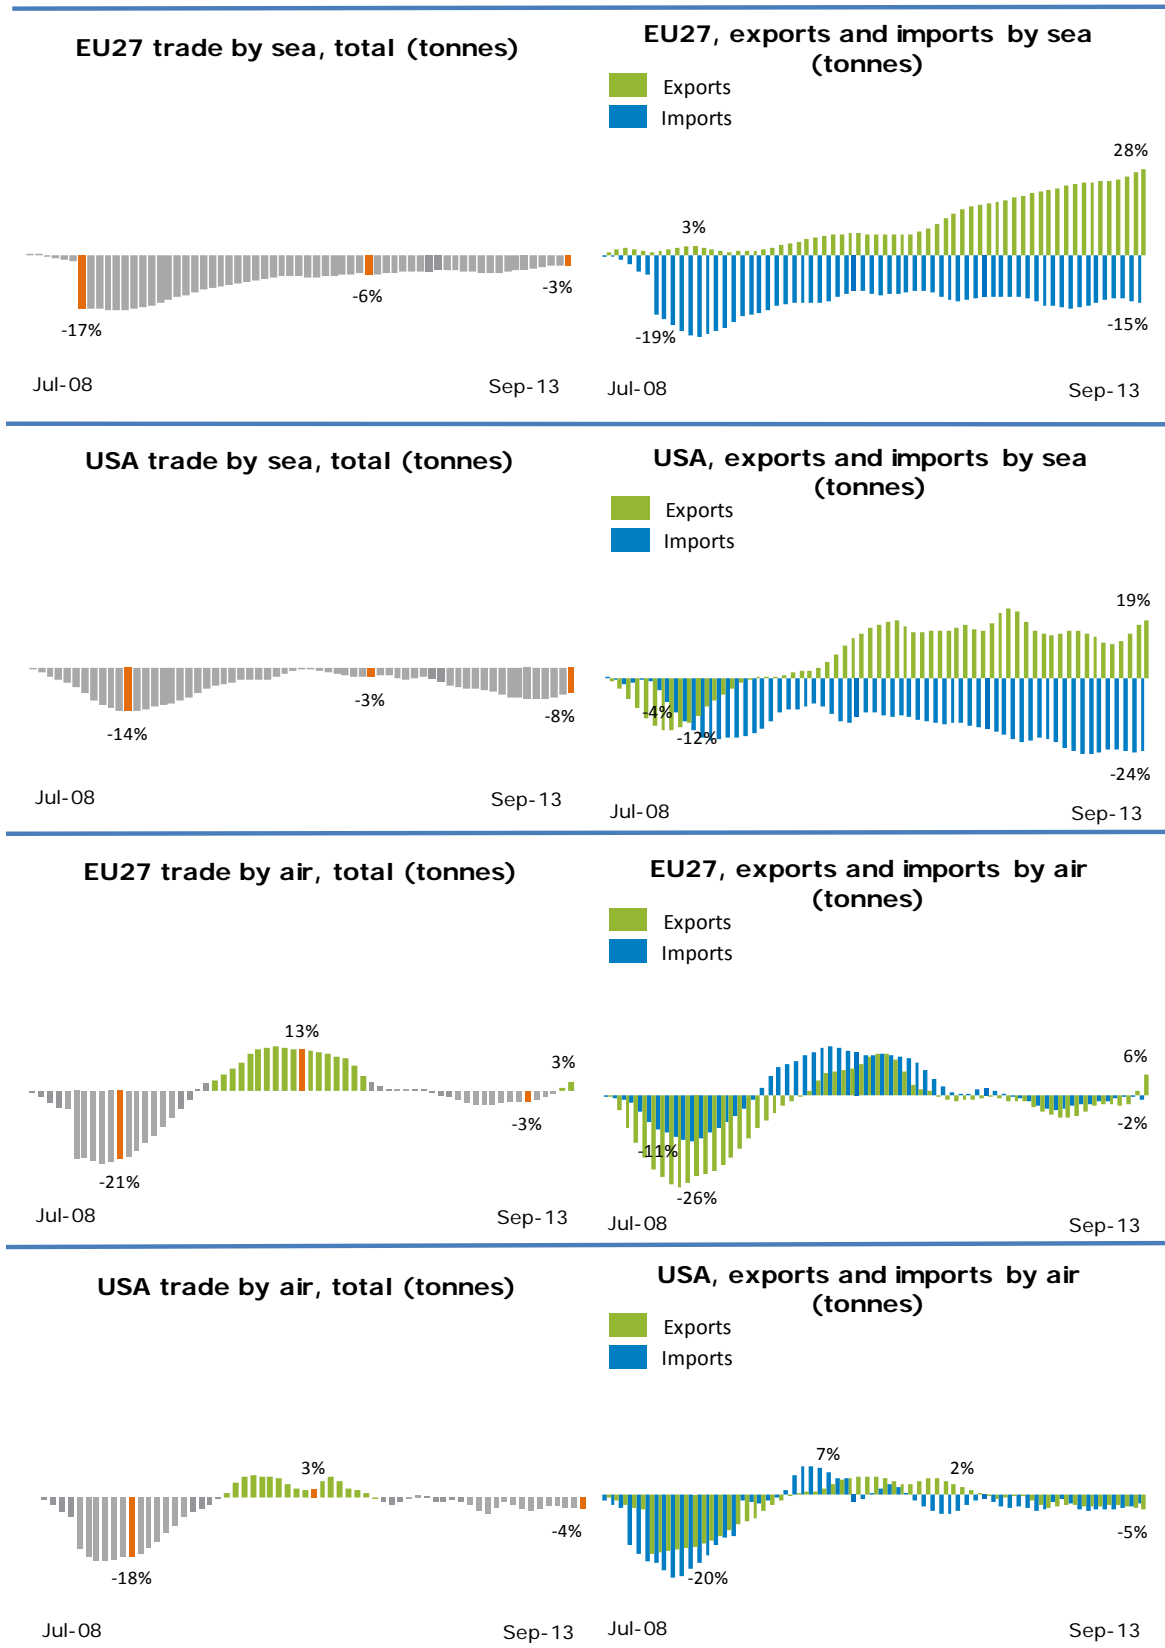 EU27 trade by sea, total (tonnes)
-17%
-6%
-3%
Jul-08
Sep-13
EU27, exports and imports by sea
(tonnes)
Exports
Imports
28%
3%
-19%
-15%
Jul-08
Sep-13
USA trade by sea, total (tonnes)
-14%
-3%
-8%
Jul-08
Sep-13
USA, exports and imports by sea
(tonnes)
Exports
Imports
19%
-4%
-12%
-24%
Jul-08
Sep-13
EU27 trade by air, total (tonnes)
13%
3%
-3%
-21%
Jul-08
Sep-13
EU27, exports and imports by air
(tonnes)
Exports
Imports
6%
-2%
-11%
-26%
Jul-08
Sep-13
USA trade by air, total (tonnes)
3%
-4%
-18%
Jul-08
Sep-13
USA, exports and imports by air
(tonnes)
Exports
Imports
7%
2%
-5%
-20%
Jul-08
Sep-13